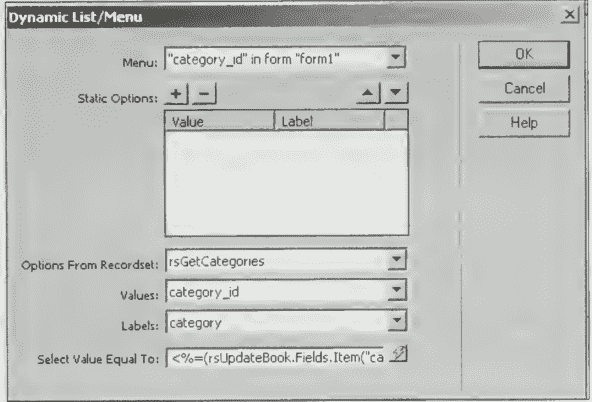 Dynamic List/Menu
Menu: "category_id" in form "form1"
OK
Static Options: + −
Cancel
Value Label
Help
Options From Recordset: rsGetCategories
Values: category_id
Labels: category
Select Value Equal To: <%=(rsUpdateBook.Fields.Item("ca